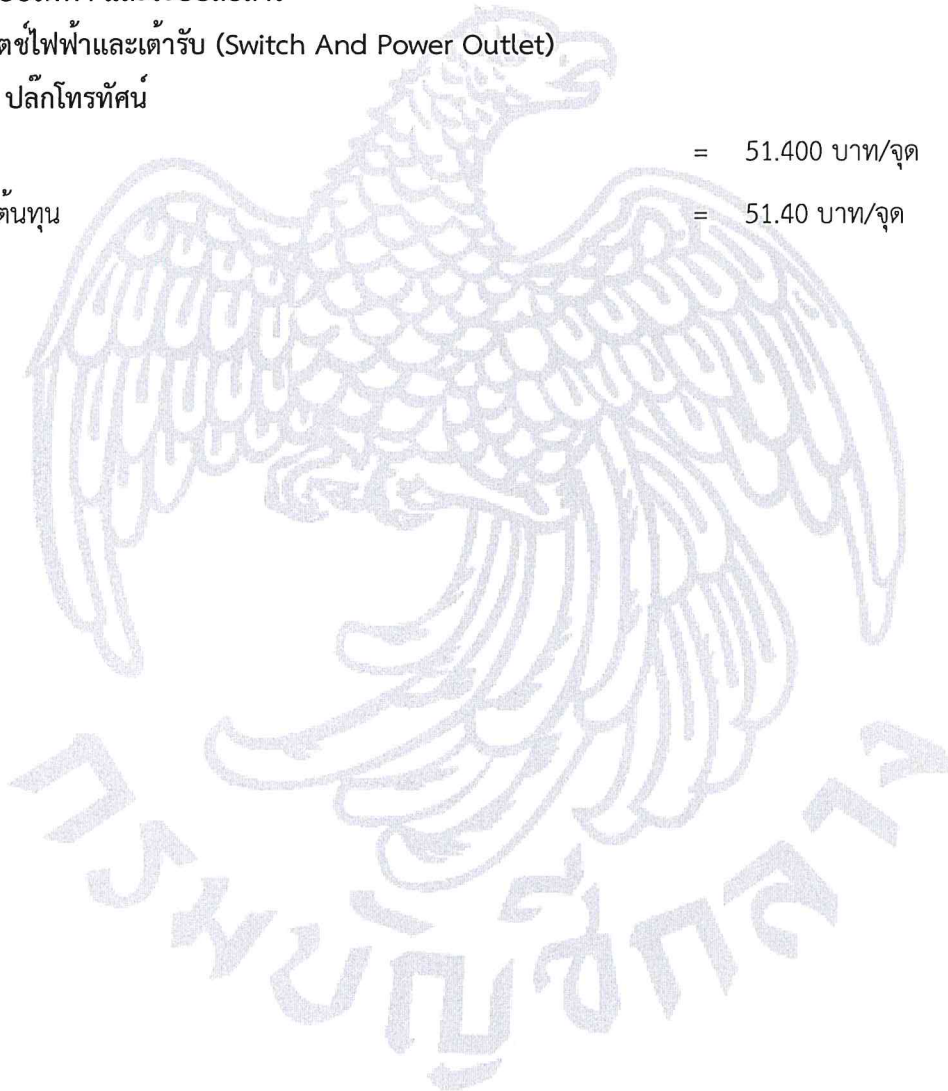 ตช์ไฟฟ้าและเต้ารับ (Switch And Power Outlet)
ปลั๊กโทรทัศน์
= 51.400 บาท/จุด
ต้นทุน = 51.40 บาท/จุด
กรมบัญชีกลาง